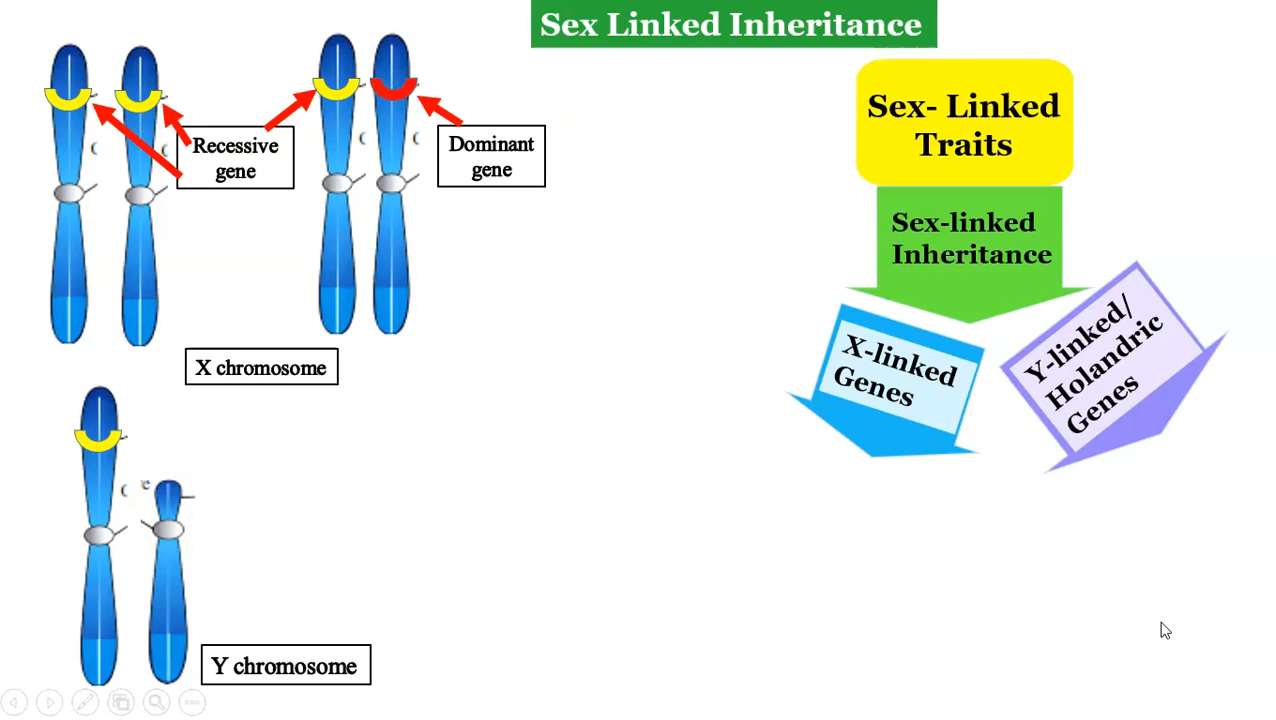 Sex Linked Inheritance
Recessive
gene
Dominant
gene
X chromosome
Y chromosome
Sex- Linked
Traits
Sex-linked
Inheritance
X-linked
Genes
Y-linked/
Holandric
Genes